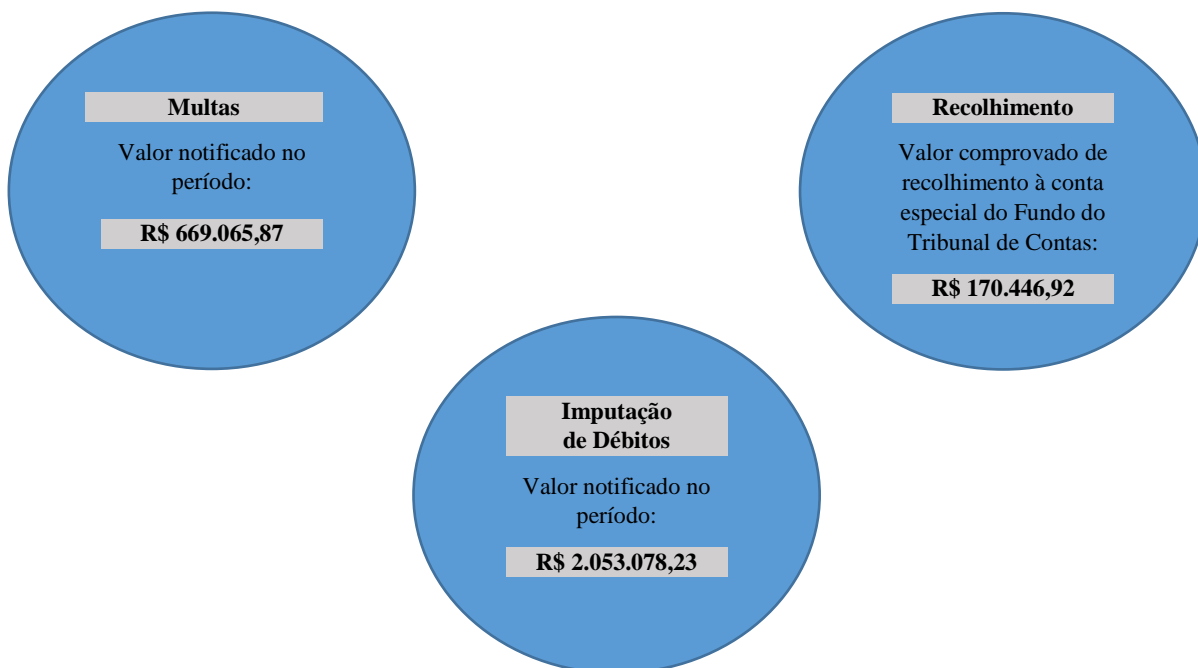 Multas
Valor notificado no
período:
R$ 669.065,87
Recolhimento
Valor comprovado de
recolhimento à conta
especial do Fundo do
Tribunal de Contas:
R$ 170.446,92
Imputação
de Débitos
Valor notificado no
período:
R$ 2.053.078,23